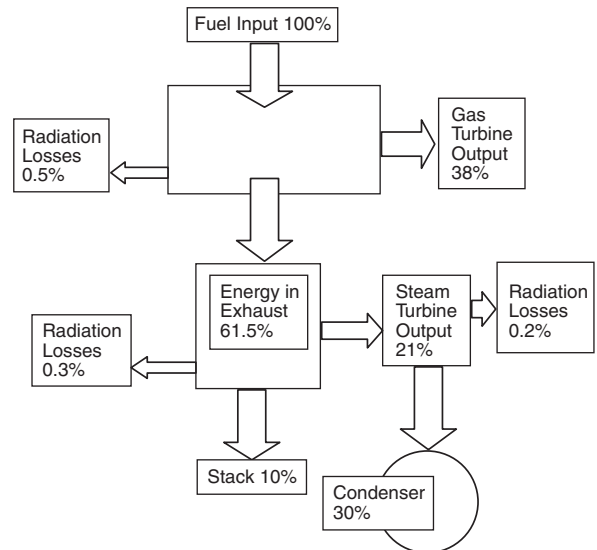 Fuel Input 100%
Gas
Turbine
Output
38%
Radiation
Losses
0.5%
Energy in
Exhaust
61.5%
Steam
Turbine
Output
21%
Radiation
Losses
0.2%
Radiation
Losses
0.3%
Stack 10%
Condenser
30%